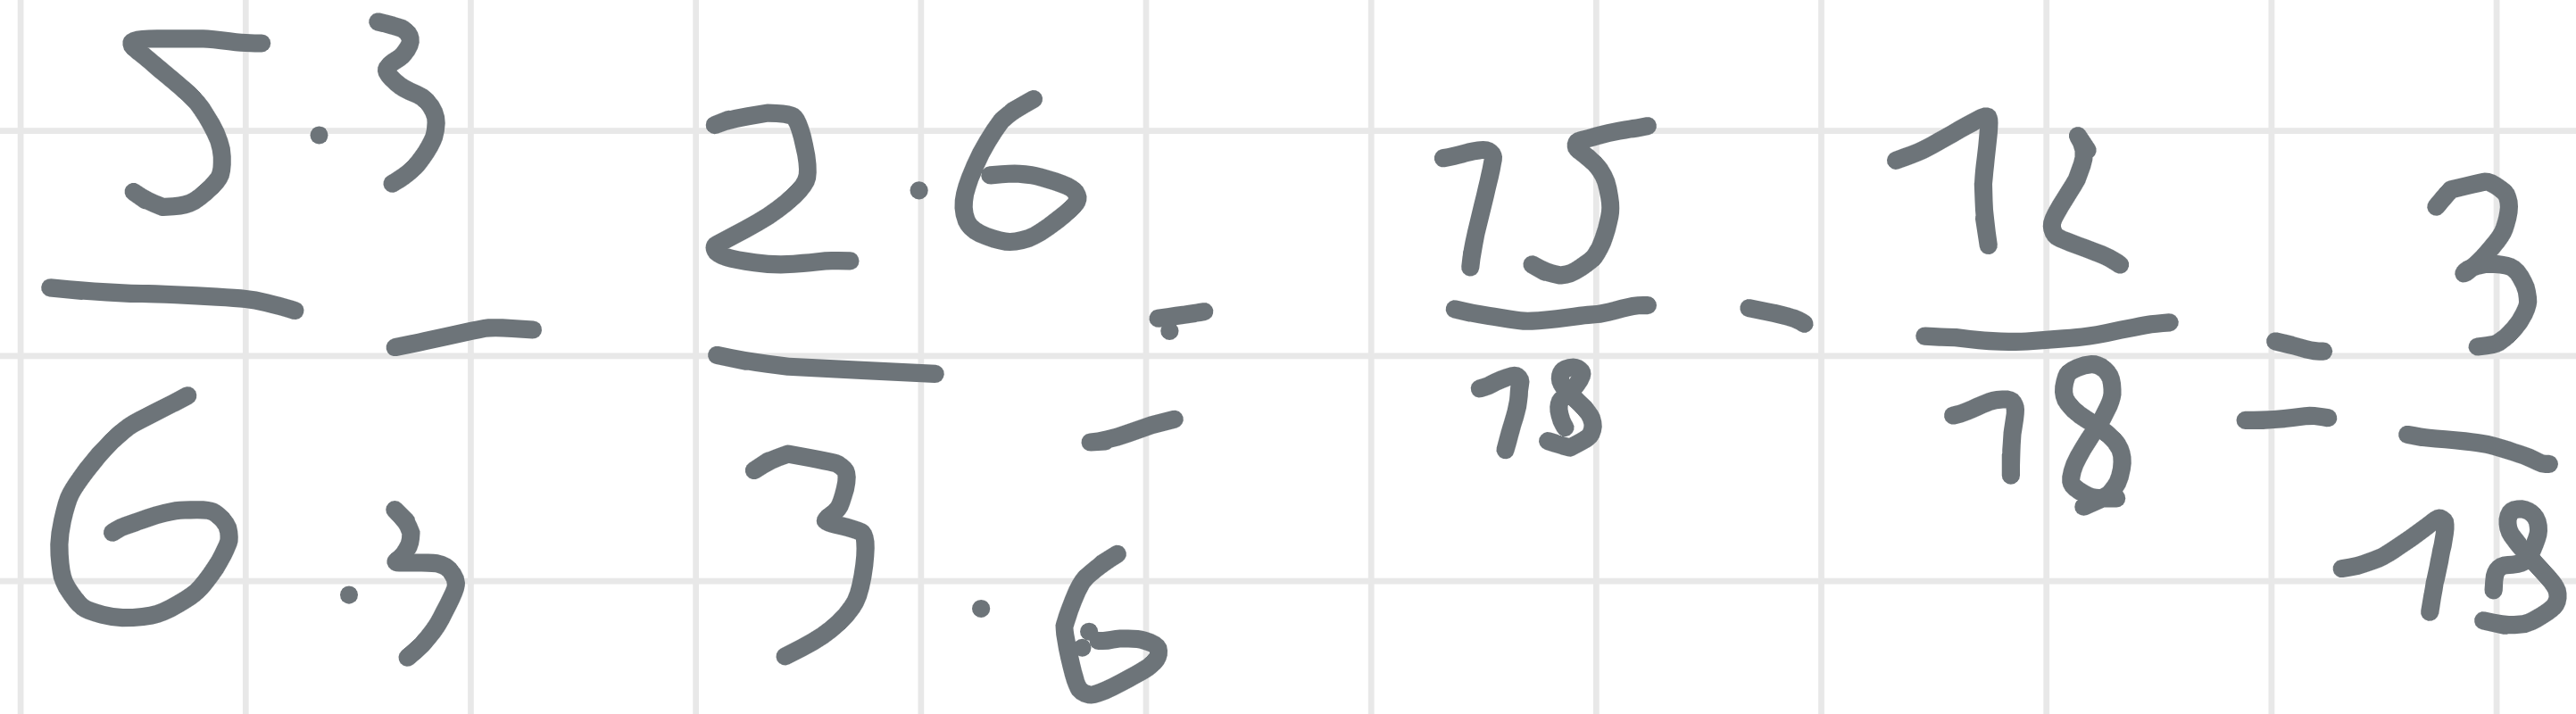 5·3/6·3 - 2·6/3·6 = 15/18 - 12/18 = 3/18